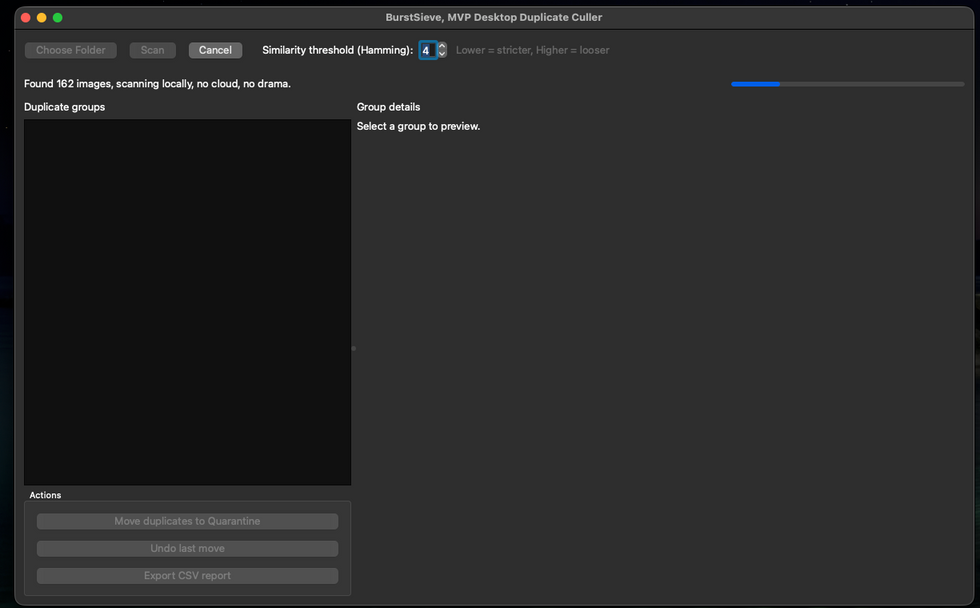 BurstSieve, MVP Desktop Duplicate Culler
Choose Folder Scan Cancel Similarity threshold (Hamming): 4 Lower = stricter, Higher = looser
Found 162 images, scanning locally, no cloud, no drama.
Duplicate groups Group details
Select a group to preview.
Actions
Move duplicates to Quarantine
Undo last move
Export CSV report